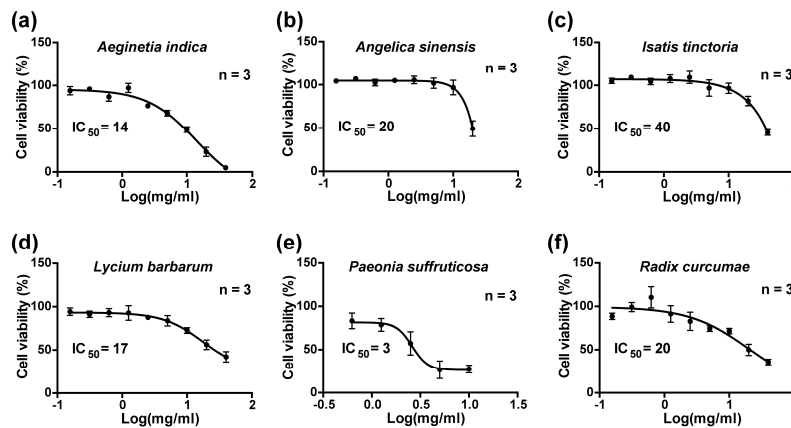 (a)
Aeginetia indica
n = 3
IC50 = 14
Cell viability (%)
150
100
50
0
-1
0
1
2
Log(mg/ml)
(b)
Angelica sinensis
n = 3
IC50 = 20
Cell viability (%)
150
100
50
0
-1
0
1
2
Log(mg/ml)
(c)
Isatis tinctoria
n = 3
IC50 = 40
Cell viability (%)
150
100
50
0
-1
0
1
2
Log(mg/ml)
(d)
Lycium barbarum
n = 3
IC50 = 17
Cell viability (%)
150
100
50
0
-1
0
1
2
Log(mg/ml)
(e)
Paeonia suffruticosa
n = 3
IC50 = 3
Cell viability (%)
150
100
50
0
-0.5
0.0
0.5
1.0
1.5
Log(mg/ml)
(f)
Radix curcumae
n = 3
IC50 = 20
Cell viability (%)
150
100
50
0
-1
0
1
2
Log(mg/ml)